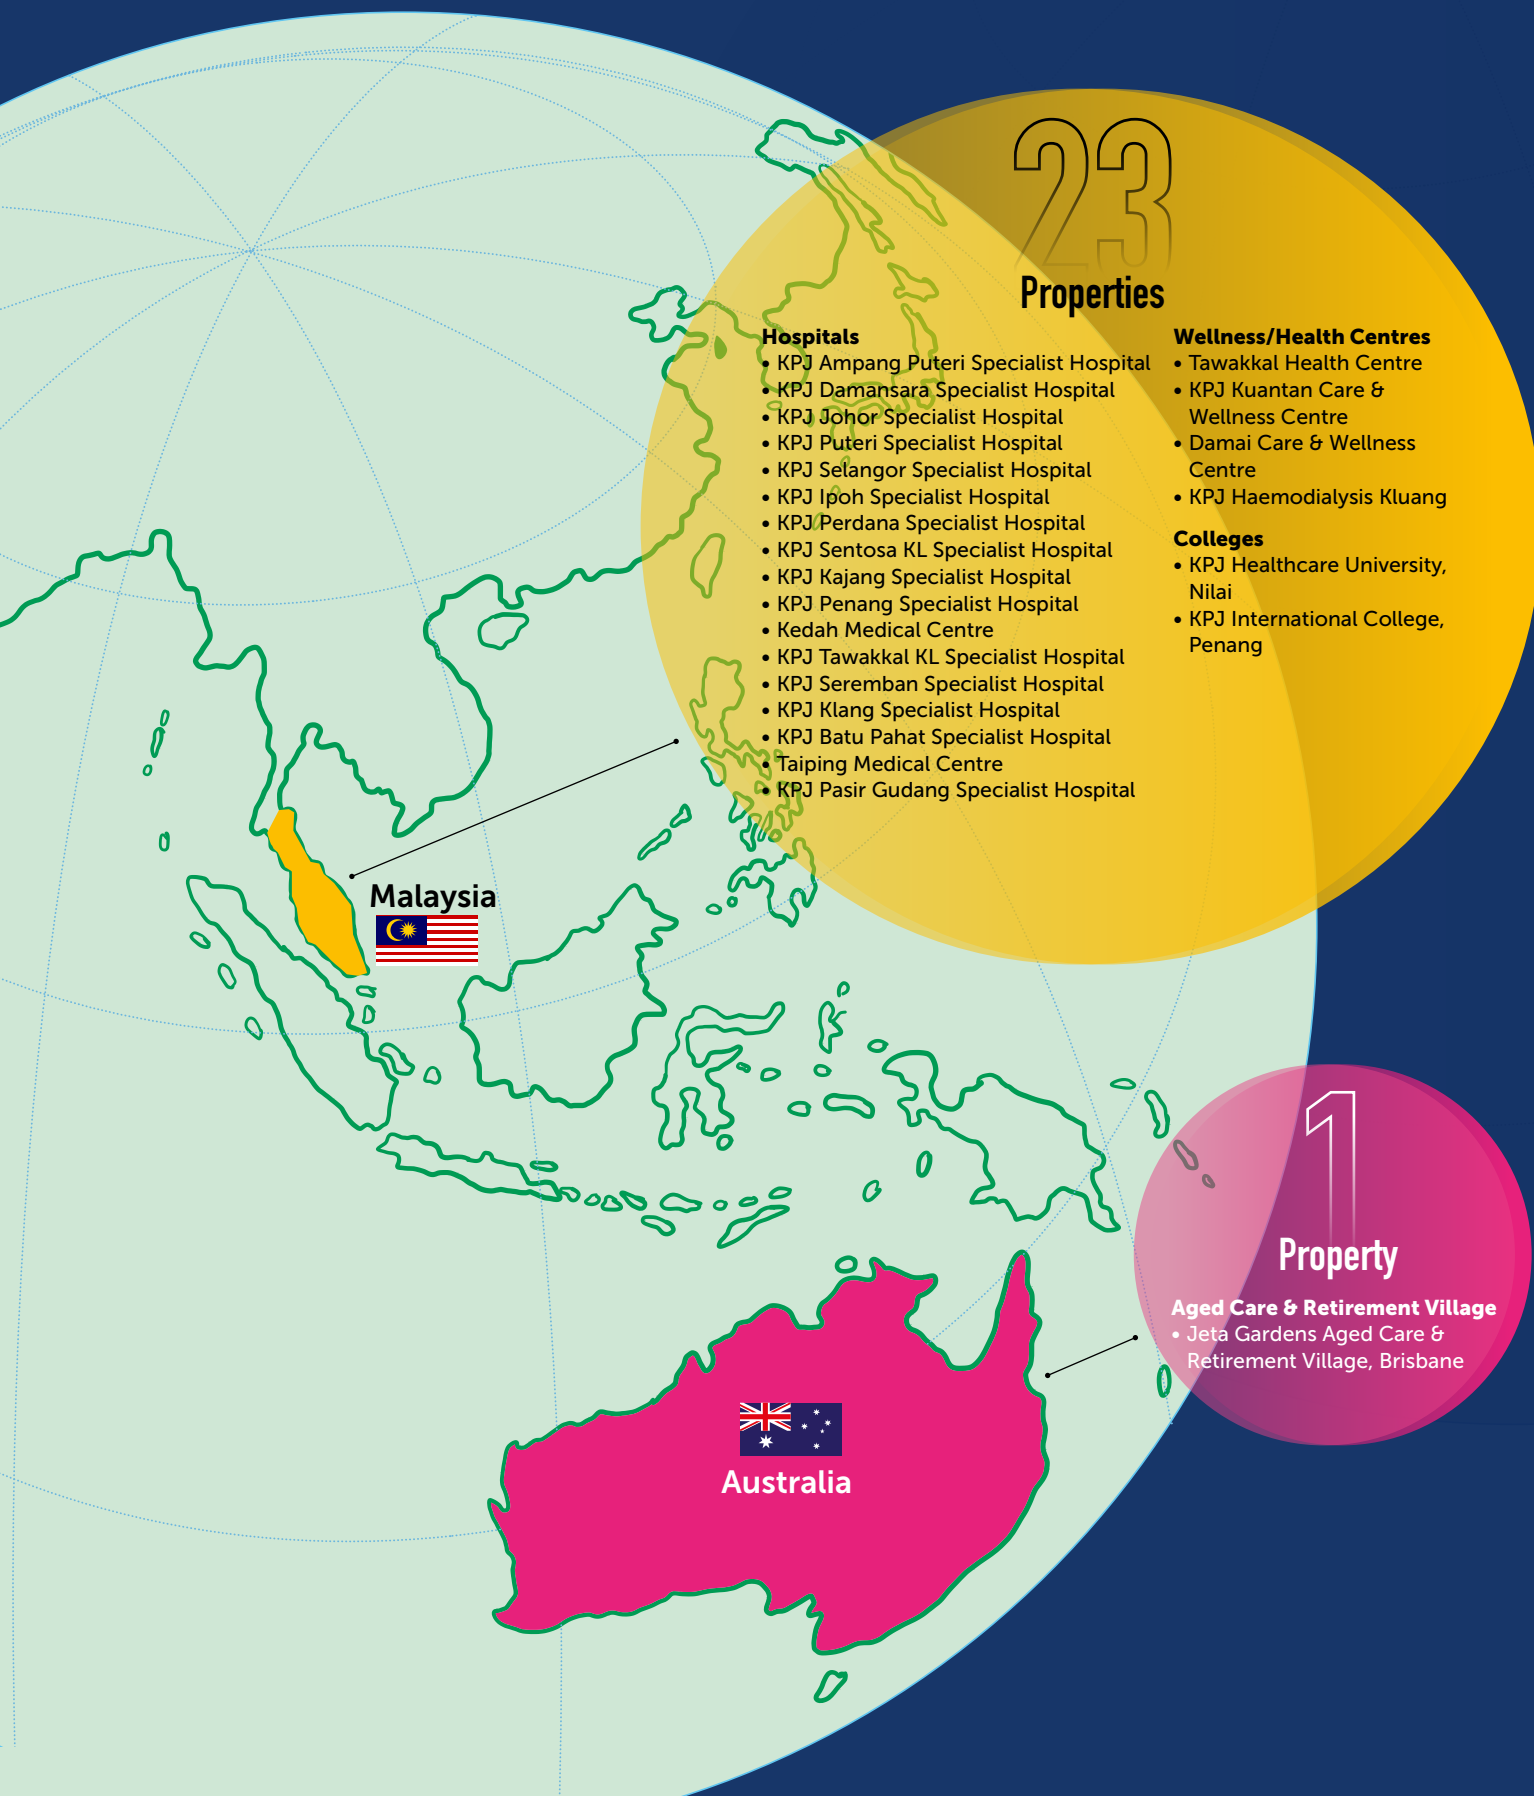 23
Properties
Hospitals
• KPJ Ampang Puteri Specialist Hospital
• KPJ Damansara Specialist Hospital
• KPJ Johor Specialist Hospital
• KPJ Puteri Specialist Hospital
• KPJ Selangor Specialist Hospital
• KPJ Ipoh Specialist Hospital
• KPJ Perdana Specialist Hospital
• KPJ Sentosa KL Specialist Hospital
• KPJ Kajang Specialist Hospital
• KPJ Penang Specialist Hospital
• Kedah Medical Centre
• KPJ Tawakkal KL Specialist Hospital
• KPJ Seremban Specialist Hospital
• KPJ Klang Specialist Hospital
• KPJ Batu Pahat Specialist Hospital
• Taiping Medical Centre
• KPJ Pasir Gudang Specialist Hospital
Wellness/Health Centres
• Tawakkal Health Centre
• KPJ Kuantan Care &
Wellness Centre
• Damai Care & Wellness
Centre
• KPJ Haemodialysis Kluang
Colleges
• KPJ Healthcare University,
Nilai
• KPJ International College,
Penang
Malaysia
1
Property
Aged Care & Retirement Village
• Jeta Gardens Aged Care &
Retirement Village, Brisbane
Australia